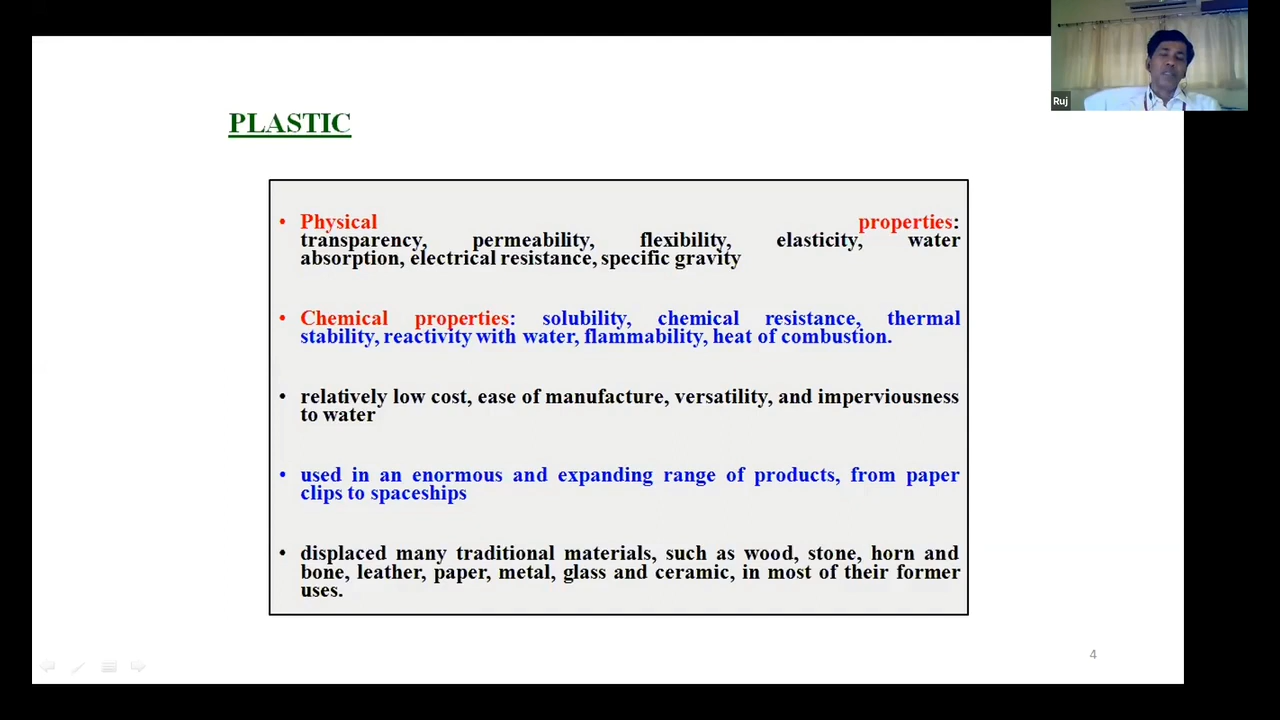 Ruj
PLASTIC
• Physical properties:
transparency, permeability, flexibility, elasticity, water
absorption, electrical resistance, specific gravity
• Chemical properties: solubility, chemical resistance, thermal
stability, reactivity with water, flammability, heat of combustion.
• relatively low cost, ease of manufacture, versatility, and imperviousness
to water
• used in an enormous and expanding range of products, from paper
clips to spaceships
• displaced many traditional materials, such as wood, stone, horn and
bone, leather, paper, metal, glass and ceramic, in most of their former
uses.
4